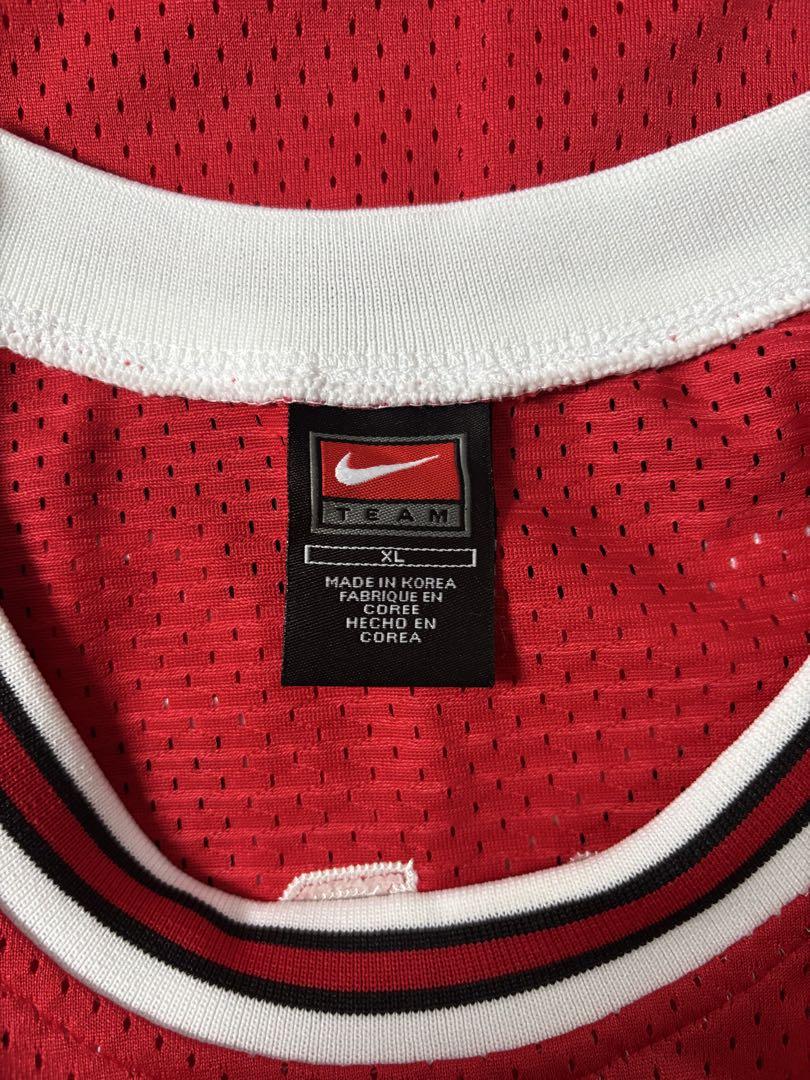 TEAM
XL
MADE IN KOREA
FABRIQUE EN
COREE
HECHO EN
COREA